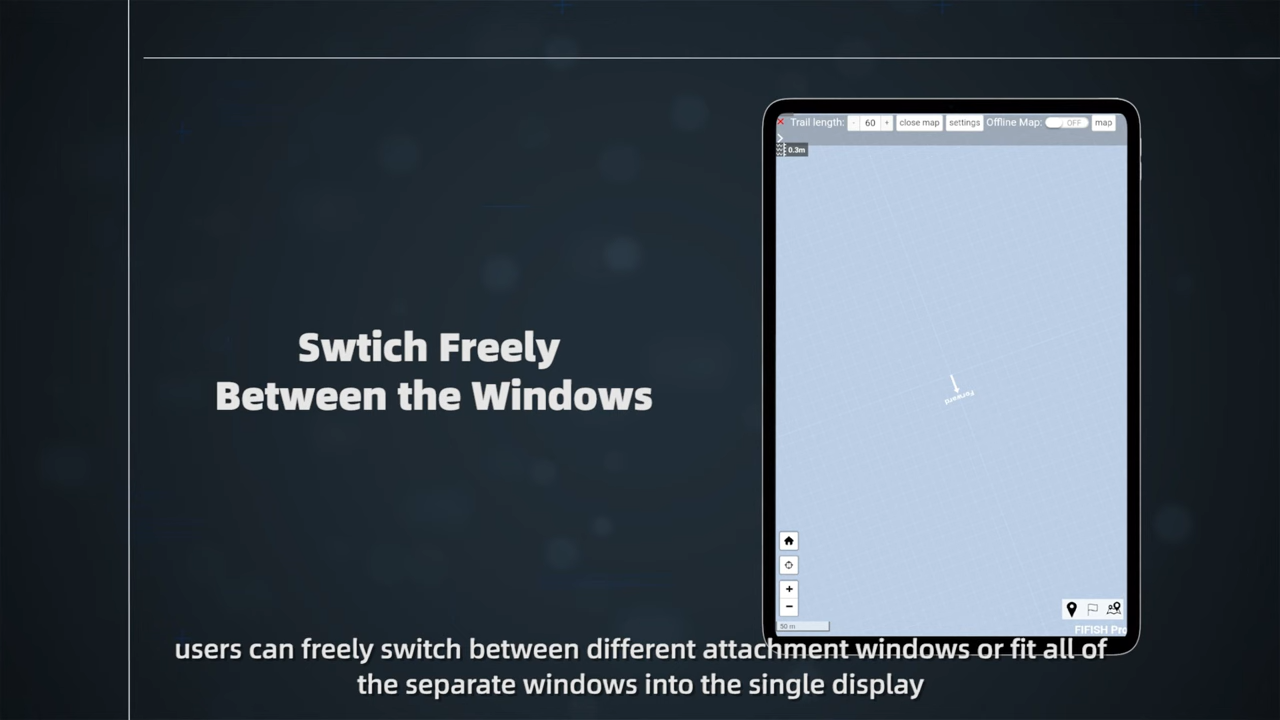 Trail length: - 60 + close map settings Offline Map: OFF map
0.3m
Swtich Freely
Between the Windows
Forward
50 m
FIFISH Pro
users can freely switch between different attachment windows or fit all of
the separate windows into the single display